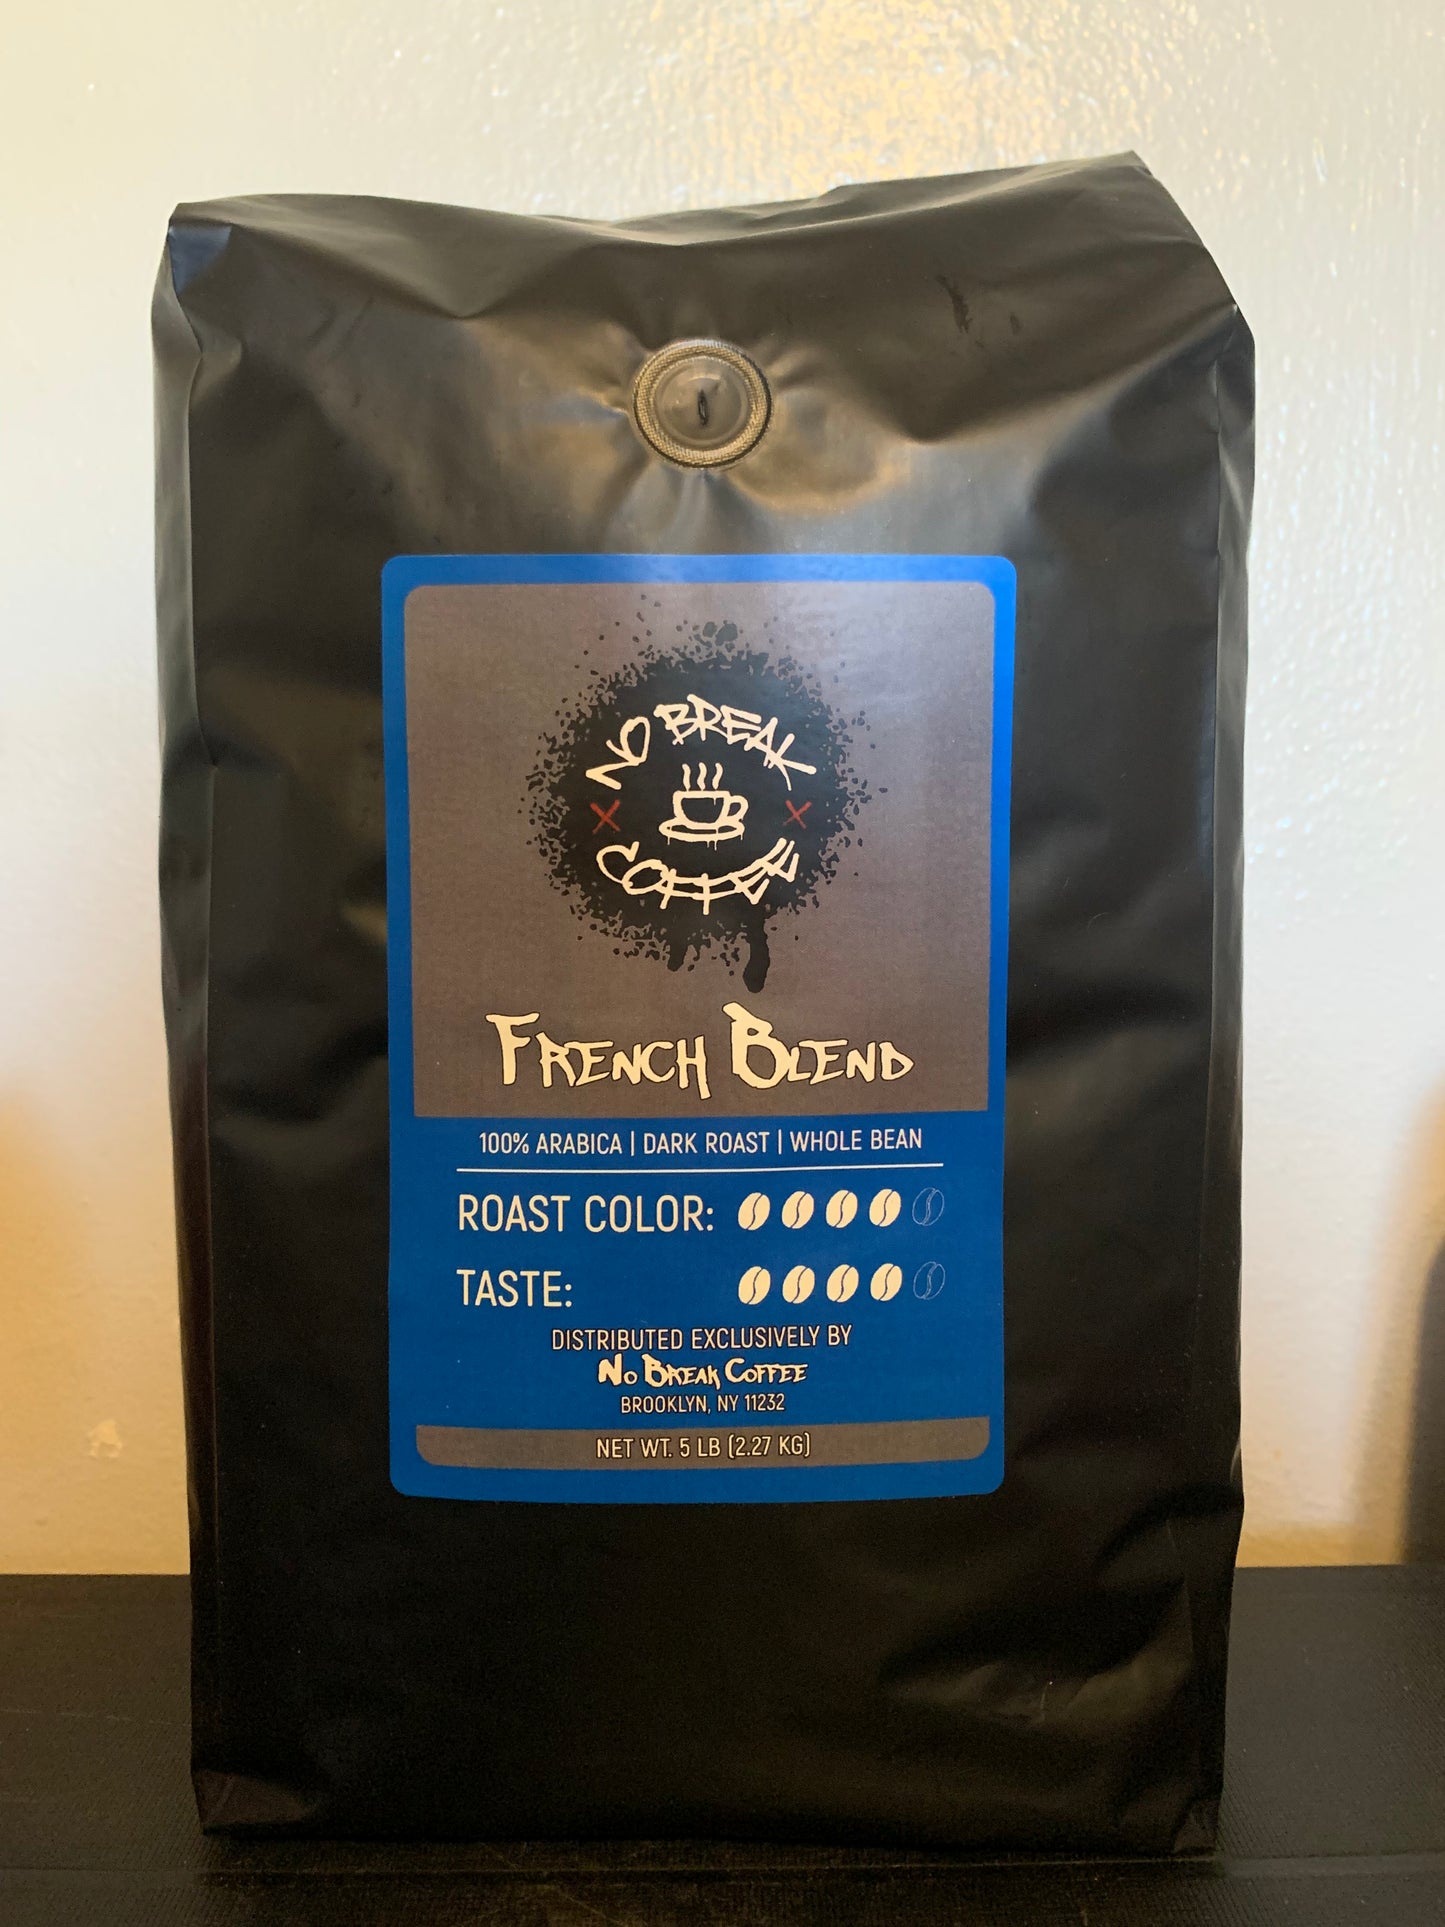 NO BREAK
X X
COFFEE
FRENCH BLEND
100% ARABICA | DARK ROAST | WHOLE BEAN
ROAST COLOR:
TASTE:
DISTRIBUTED EXCLUSIVELY BY
NO BREAK COFFEE
BROOKLYN, NY 11232
NET WT. 5 LB (2.27 KG)